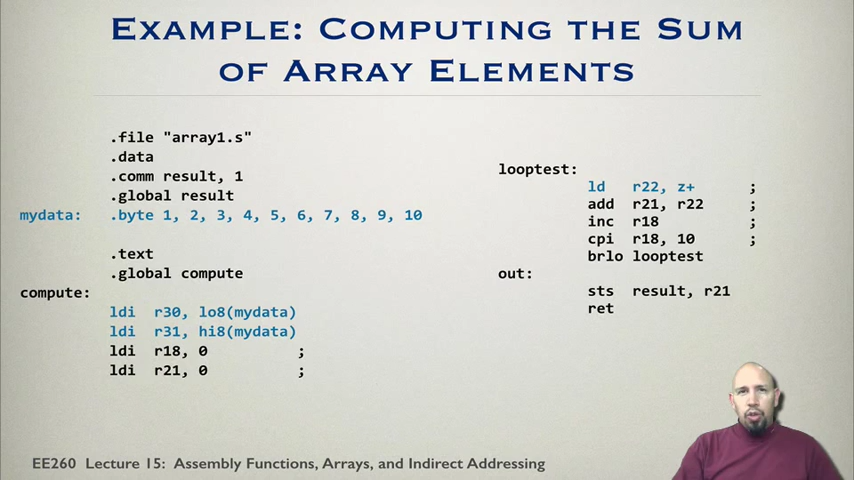 EXAMPLE: COMPUTING THE SUM
OF ARRAY ELEMENTS
.file "array1.s"
.data
.comm result, 1
.global result
mydata: .byte 1, 2, 3, 4, 5, 6, 7, 8, 9, 10
.text
.global compute
compute:
ldi r30, lo8(mydata)
ldi r31, hi8(mydata)
ldi r18, 0 ;
ldi r21, 0 ;
looptest:
ld r22, z+ ;
add r21, r22 ;
inc r18 ;
cpi r18, 10 ;
brlo looptest
out:
sts result, r21
ret
EE260 Lecture 15: Assembly Functions, Arrays, and Indirect Addressing